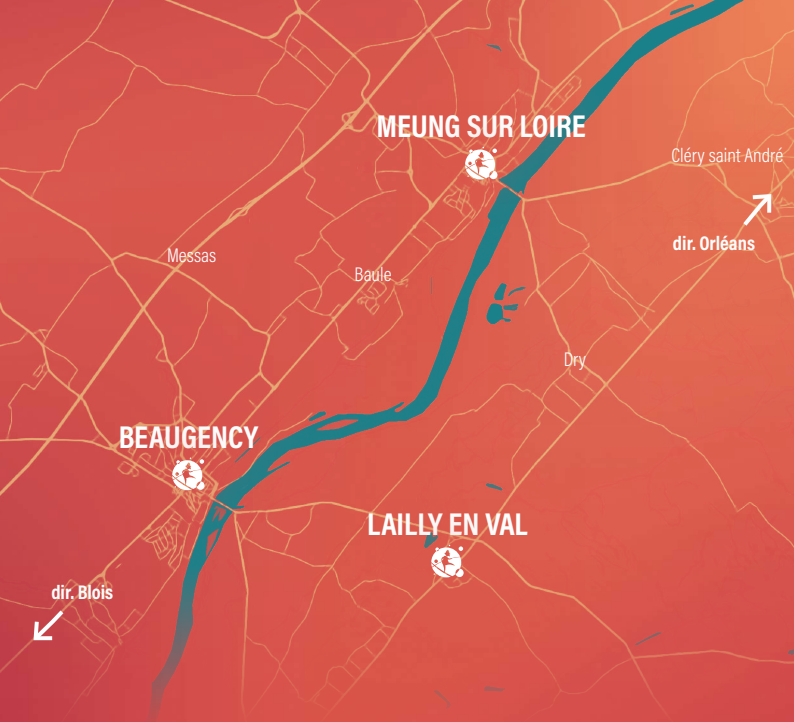 MEUNG SUR LOIRE
Cléry saint André
dir. Orléans
Messas
Baule
Dry
BEAUGENCY
LAILLY EN VAL
dir. Blois